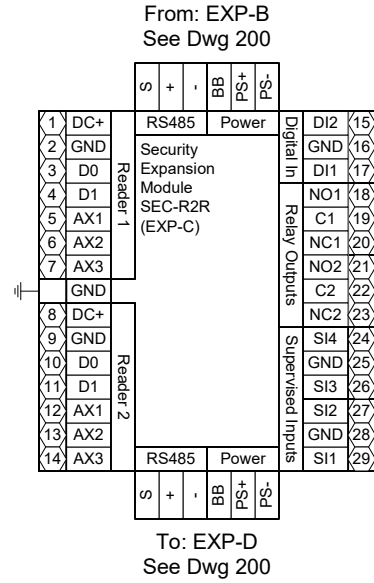 From: EXP-B
See Dwg 200
S + - BB PS+ PS-
RS485 Power
Security
Expansion
Module
SEC-R2R
(EXP-C)
1 DC+
2 GND
3 D0
4 D1
5 AX1
6 AX2
7 AX3
Reader 1
GND
8 DC+
9 GND
10 D0
11 D1
12 AX1
13 AX2
14 AX3
Reader 2
Digital In
DI2 15
GND 16
DI1 17
Relay Outputs
NO1 18
C1 19
NC1 20
NO2 21
C2 22
NC2 23
Supervised Inputs
SI4 24
GND 25
SI3 26
SI2 27
GND 28
SI1 29
RS485 Power
S + - BB PS+ PS-
To: EXP-D
See Dwg 200